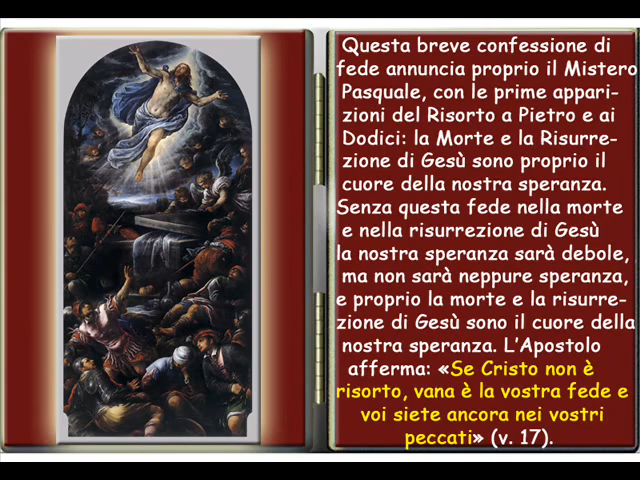 Questa breve confessione di
fede annuncia proprio il Mistero
Pasquale, con le prime appari-
zioni del Risorto a Pietro e ai
Dodici: la Morte e la Risurre-
zione di Gesù sono proprio il
cuore della nostra speranza.
Senza questa fede nella morte
e nella risurrezione di Gesù
la nostra speranza sarà debole,
ma non sarà neppure speranza,
e proprio la morte e la risurre-
zione di Gesù sono il cuore della
nostra speranza. L'Apostolo
afferma: «Se Cristo non è
risorto, vana è la vostra fede e
voi siete ancora nei vostri
peccati» (v. 17).